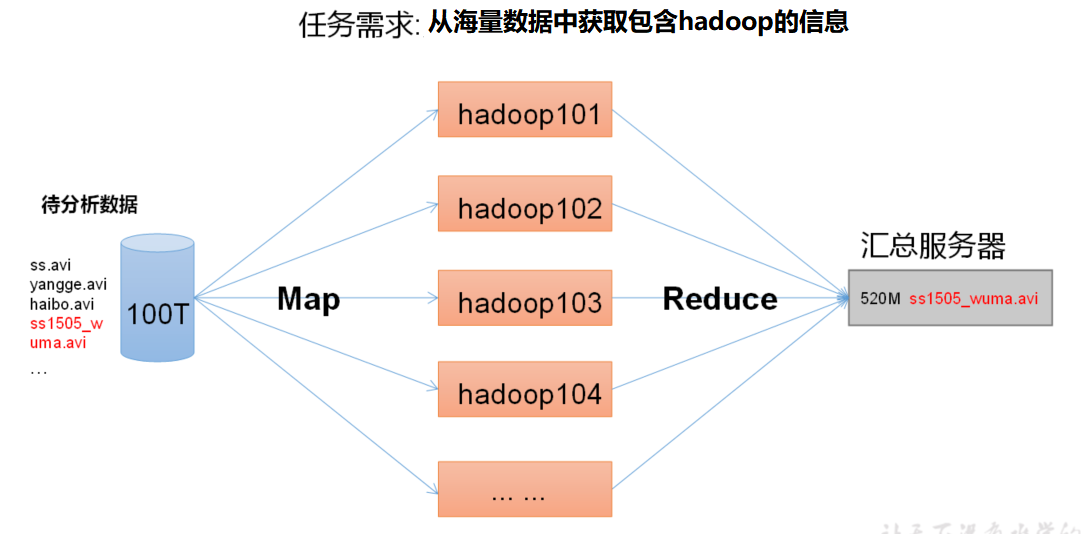 任务需求: 从海量数据中获取包含hadoop的信息
待分析数据
ss.avi
yangge.avi
haibo.avi
ss1505_w
uma.avi
...
100T
Map
hadoop101
hadoop102
hadoop103
hadoop104
... ...
Reduce
汇总服务器
520M ss1505_wuma.avi